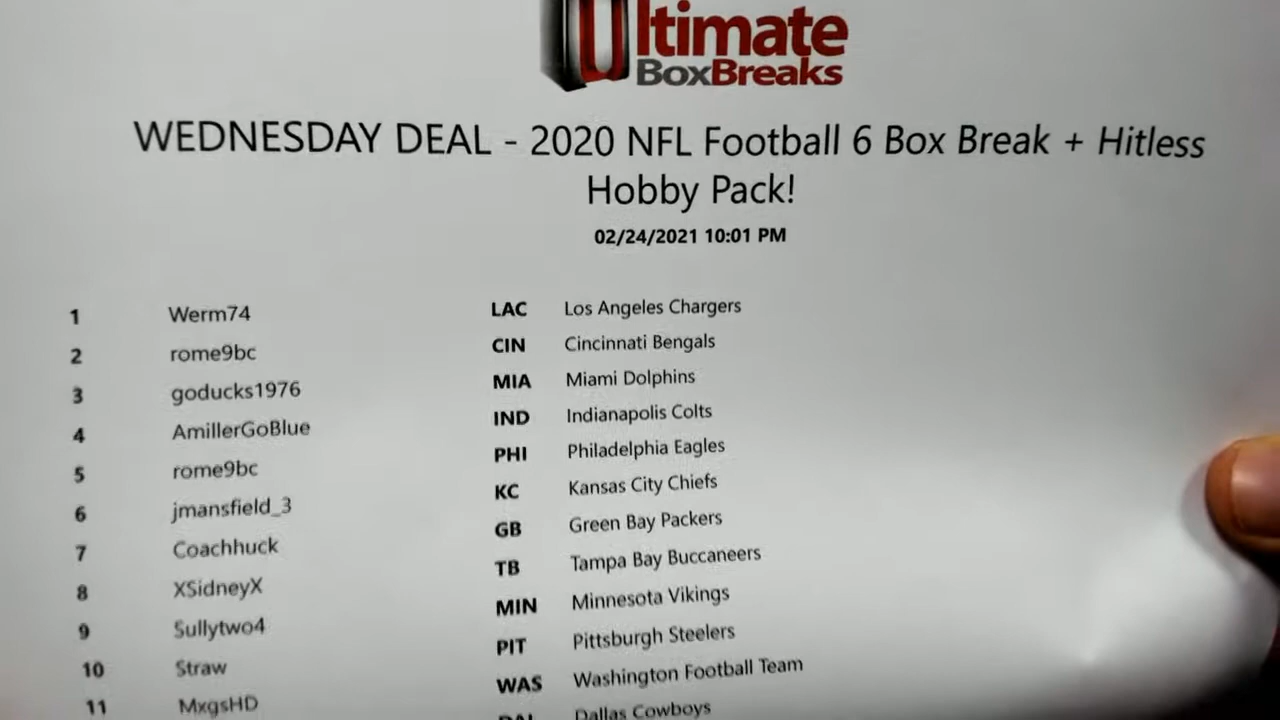 Ultimate
BoxBreaks
WEDNESDAY DEAL - 2020 NFL Football 6 Box Break + Hitless
Hobby Pack!
02/24/2021 10:01 PM
1 Werm74 LAC Los Angeles Chargers
2 rome9bc CIN Cincinnati Bengals
3 goducks1976 MIA Miami Dolphins
4 AmillerGoBlue IND Indianapolis Colts
5 rome9bc PHI Philadelphia Eagles
6 jmansfield_3 KC Kansas City Chiefs
7 Coachhuck GB Green Bay Packers
8 XSidneyX TB Tampa Bay Buccaneers
9 Sullytwo4 MIN Minnesota Vikings
10 Straw PIT Pittsburgh Steelers
11 MxgsHD WAS Washington Football Team
DAL Dallas Cowboys